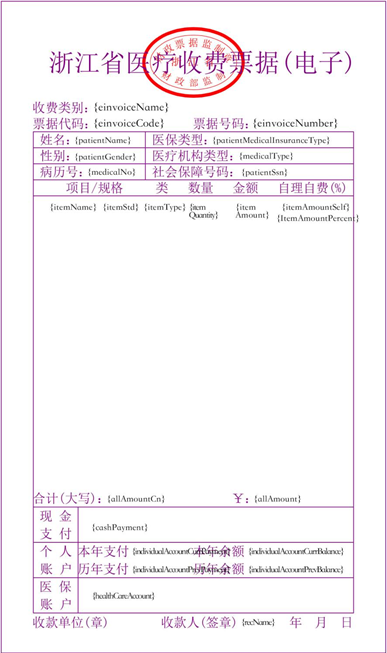 浙江省医疗收费票据(电子)
收费类别：{einvoiceName}
票据代码：{einvoiceCode} 票据号码：{einvoiceNumber}
姓名：{patientName} 医保类型：{patientMedicalInsuranceType}
性别：{patientGender} 医疗机构类型：{medicalType}
病历号：{medicalNo} 社会保障号码：{patientSsn}
项目/规格 类 数量 金额 自理自费(%)
{itemName} {itemStd} {itemType} {item Quantity} {item Amount} {itemAmountSelf}
{ItemAmountPercent}
合计(大写)：{allAmountCn} ￥：{allAmount}
现金支付 {cashPayment}
个人账户 本年支付 {individualAccountCurrPayment} 本年余额 {individualAccountCurrBalance}
历年支付 {individualAccountPrevPayment} 历年余额 {individualAccountPrevBalance}
医保账户 {healthCareAccount}
收款单位(章) 收款人(签章) {recName} 年 月 日